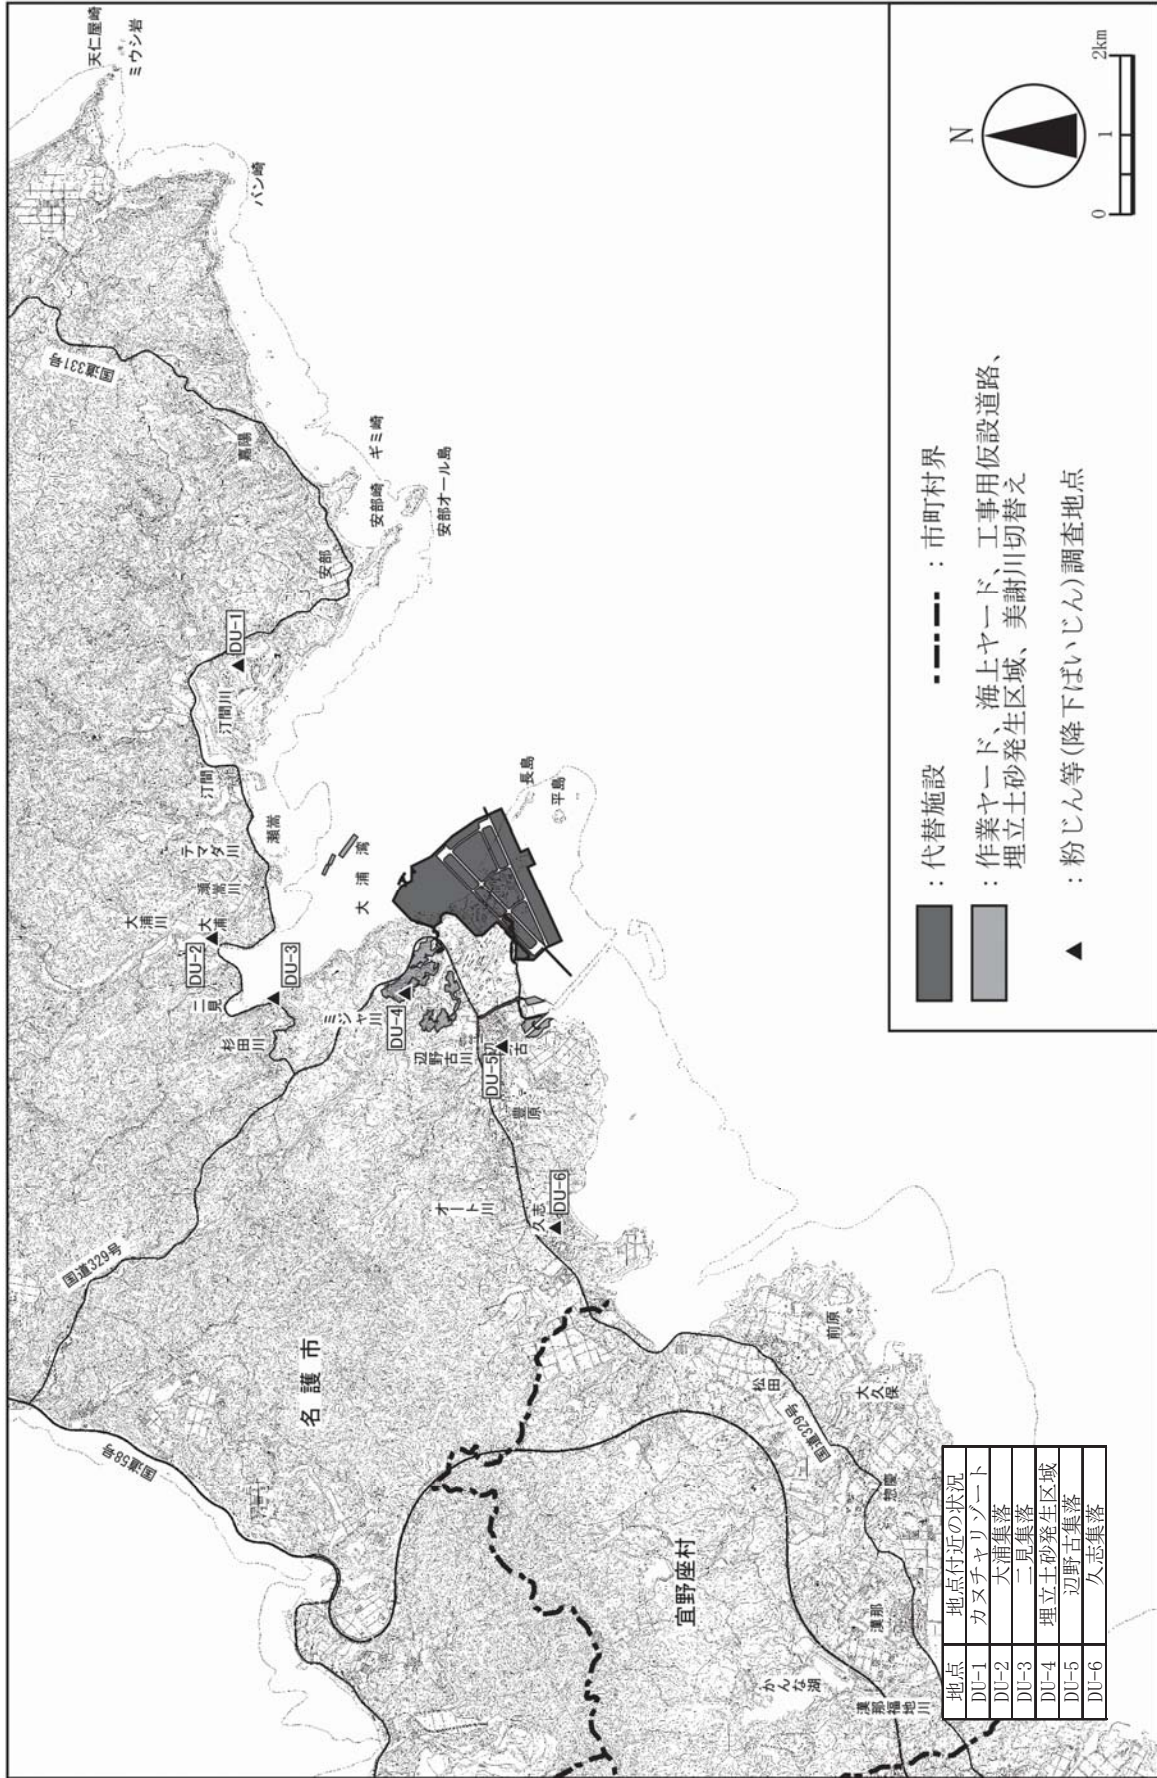 天仁屋崎
ミウシ岩
バン崎
国道331号
嘉陽
ギミ崎
安部崎
安部オール島
安部
DU-1
汀間川
汀間
テマタ川
瀬嵩川
瀬嵩
大浦川
大浦
DU-2
二見
DU-3
杉田川
大浦湾
長島
平島
ミジャ川
DU-4
辺野古川
DU-5
辺野古
豊原
オート川
久志
DU-6
国道329号
名護市
国道58号
宜野座村
松田
前原
大久保
国道329号
惣慶
漢那
かんな湖
漢那福地川
N
0 1 2km
：代替施設
：市町村界
：作業ヤード、海上ヤード、工事用仮設道路、
埋立土砂発生区域、美謝川切替え
▲ ：粉じん等(降下ばいじん)調査地点
地点 地点付近の状況
DU-1 カヌチャリゾート
DU-2 大浦集落
DU-3 二見集落
DU-4 埋立土砂発生区域
DU-5 辺野古集落
DU-6 久志集落